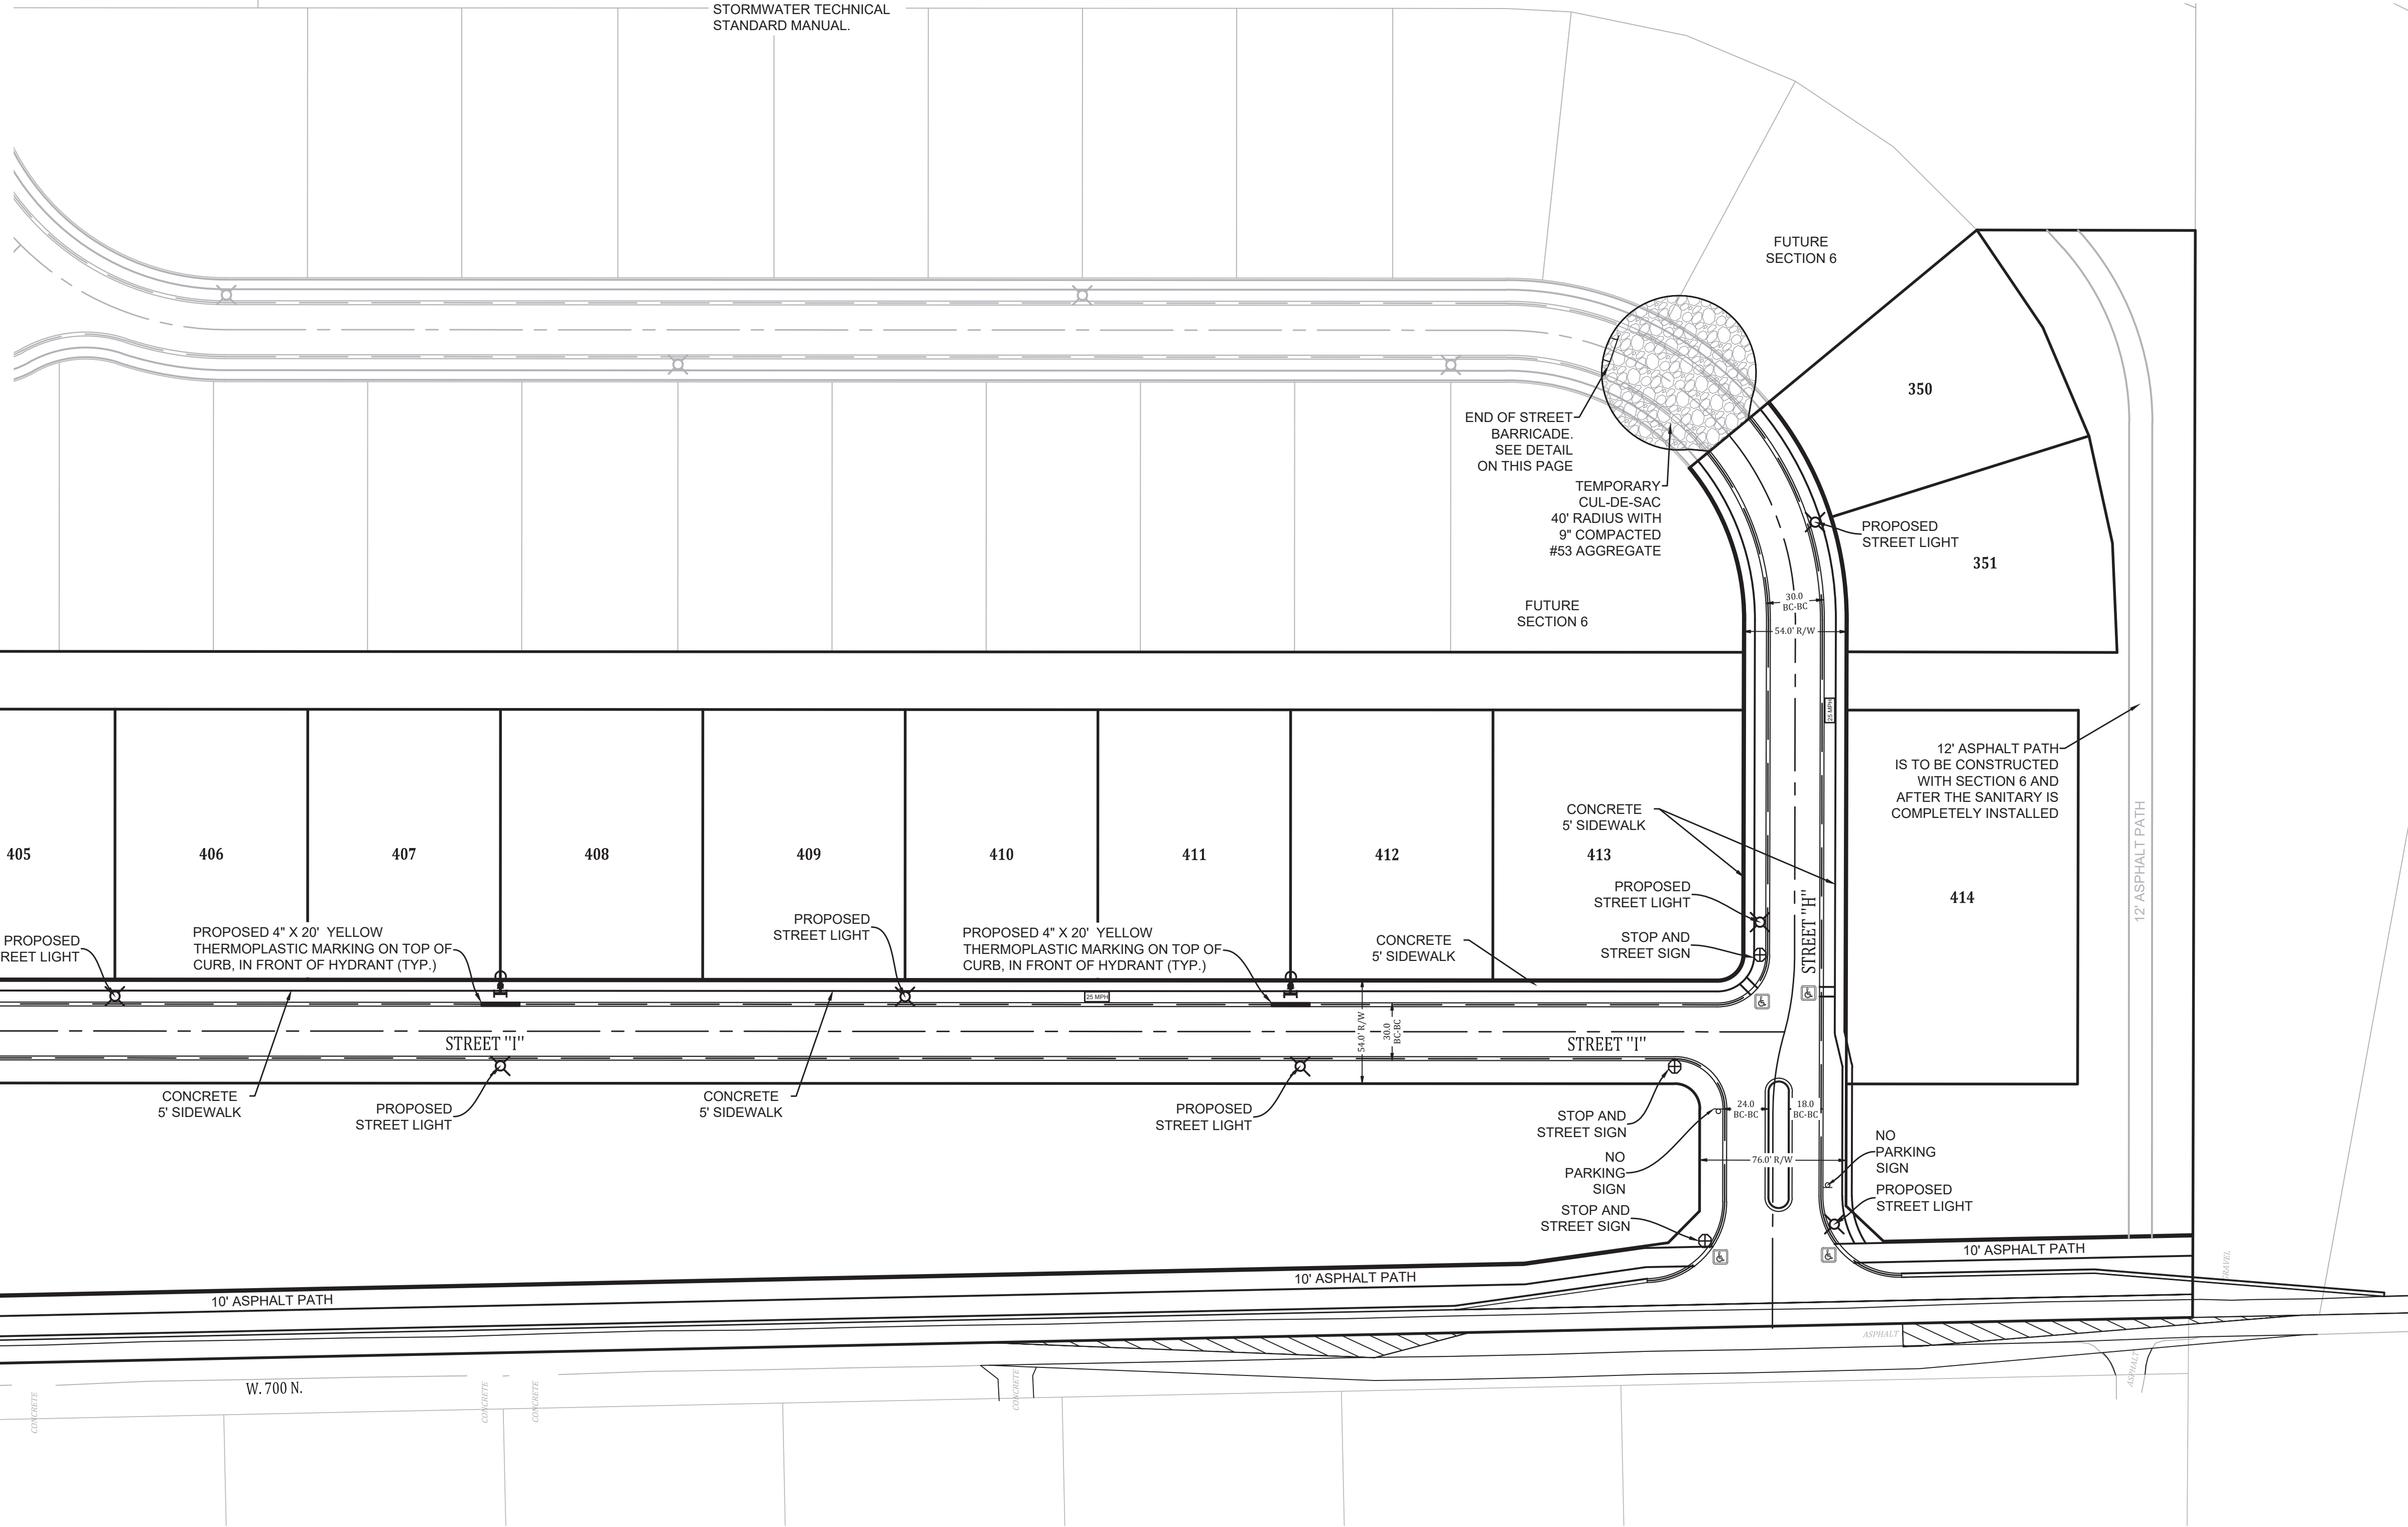 STORMWATER TECHNICAL
STANDARD MANUAL.
FUTURE
SECTION 6
350
END OF STREET
BARRICADE.
SEE DETAIL
ON THIS PAGE
TEMPORARY
CUL-DE-SAC
40' RADIUS WITH
9" COMPACTED
#53 AGGREGATE
PROPOSED
STREET LIGHT
351
30.0
BC-BC
FUTURE
SECTION 6
54.0' R/W
25 MPH
12' ASPHALT PATH
IS TO BE CONSTRUCTED
WITH SECTION 6 AND
AFTER THE SANITARY IS
COMPLETELY INSTALLED
12' ASPHALT PATH
CONCRETE
5' SIDEWALK
405
406
407
408
409
410
411
412
413
414
PROPOSED
STREET LIGHT
STREET "H"
PROPOSED
REET LIGHT
PROPOSED 4" X 20' YELLOW
THERMOPLASTIC MARKING ON TOP OF
CURB, IN FRONT OF HYDRANT (TYP.)
PROPOSED
STREET LIGHT
PROPOSED 4" X 20' YELLOW
THERMOPLASTIC MARKING ON TOP OF
CURB, IN FRONT OF HYDRANT (TYP.)
CONCRETE
5' SIDEWALK
STOP AND
STREET SIGN
25 MPH
54.0' R/W
30.0
BC-BC
STREET "I"
STREET "I"
CONCRETE
5' SIDEWALK
PROPOSED
STREET LIGHT
CONCRETE
5' SIDEWALK
PROPOSED
STREET LIGHT
STOP AND
STREET SIGN
24.0
BC-BC
18.0
BC-BC
NO
PARKING
SIGN
76.0' R/W
NO
PARKING
SIGN
PROPOSED
STREET LIGHT
STOP AND
STREET SIGN
10' ASPHALT PATH
10' ASPHALT PATH
10' ASPHALT PATH
GRAVEL
ASPHALT
ASPHALT
W. 700 N.
CONCRETE
CONCRETE
CONCRETE
CONCRETE